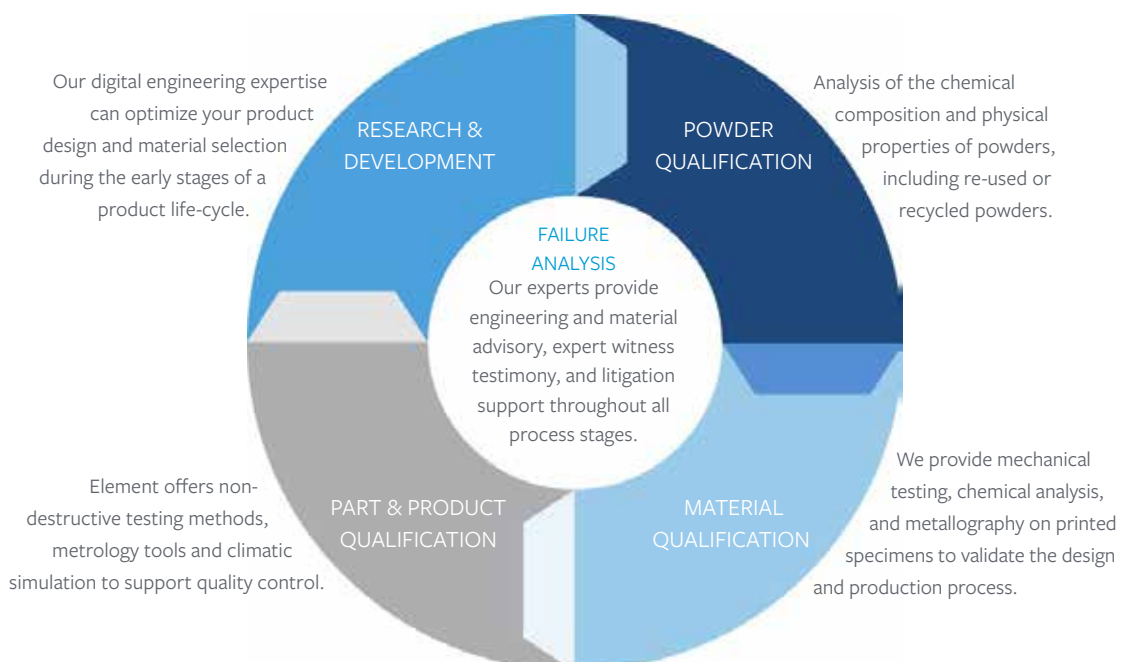 Our digital engineering expertise
can optimize your product
design and material selection
during the early stages of a
product life-cycle.
RESEARCH &
DEVELOPMENT
POWDER
QUALIFICATION
Analysis of the chemical
composition and physical
properties of powders,
including re-used or
recycled powders.
FAILURE
ANALYSIS
Our experts provide
engineering and material
advisory, expert witness
testimony, and litigation
support throughout all
process stages.
Element offers non-
destructive testing methods,
metrology tools and climatic
simulation to support quality control.
PART & PRODUCT
QUALIFICATION
MATERIAL
QUALIFICATION
We provide mechanical
testing, chemical analysis,
and metallography on printed
specimens to validate the design
and production process.